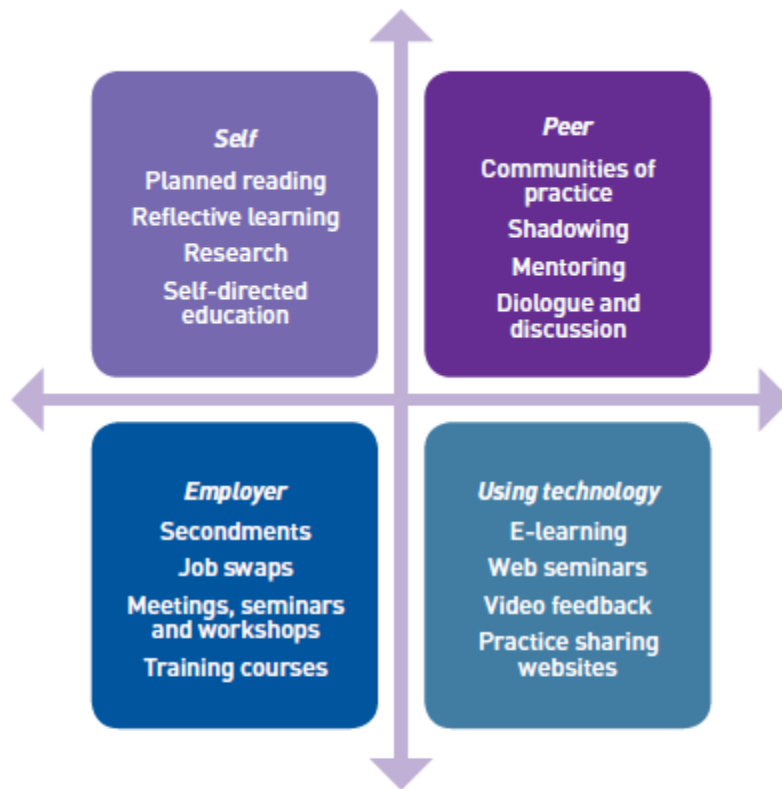 Self
Planned reading
Reflective learning
Research
Self-directed
education
Peer
Communities of
practice
Shadowing
Mentoring
Diologue and
discussion
Employer
Secondments
Job swaps
Meetings, seminars
and workshops
Training courses
Using technology
E-learning
Web seminars
Video feedback
Practice sharing
websites